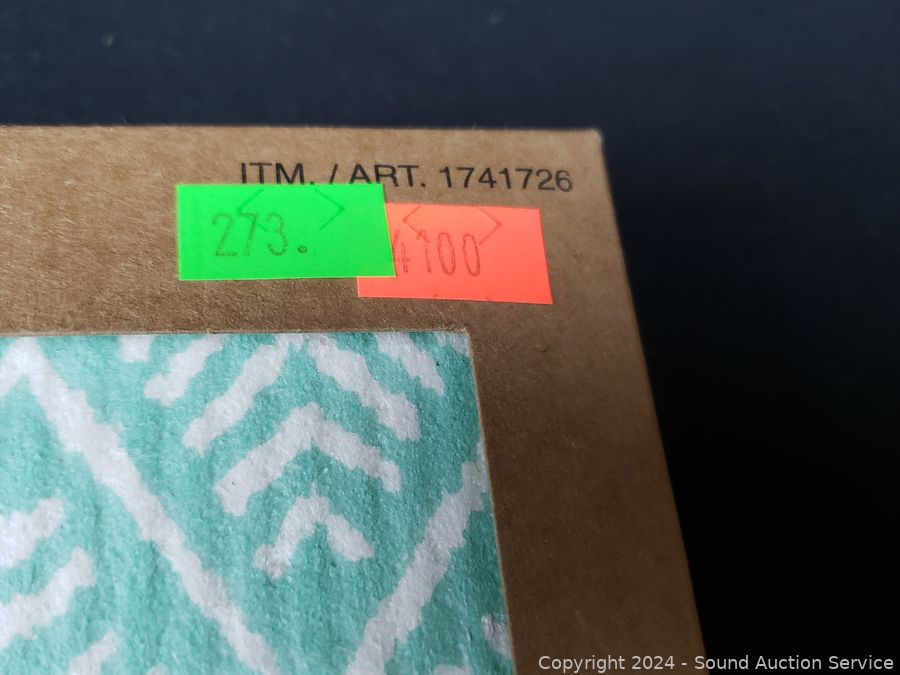 ITM. / ART. 1741726
273.
4100
Copyright © 2024 - Sound Auction Service